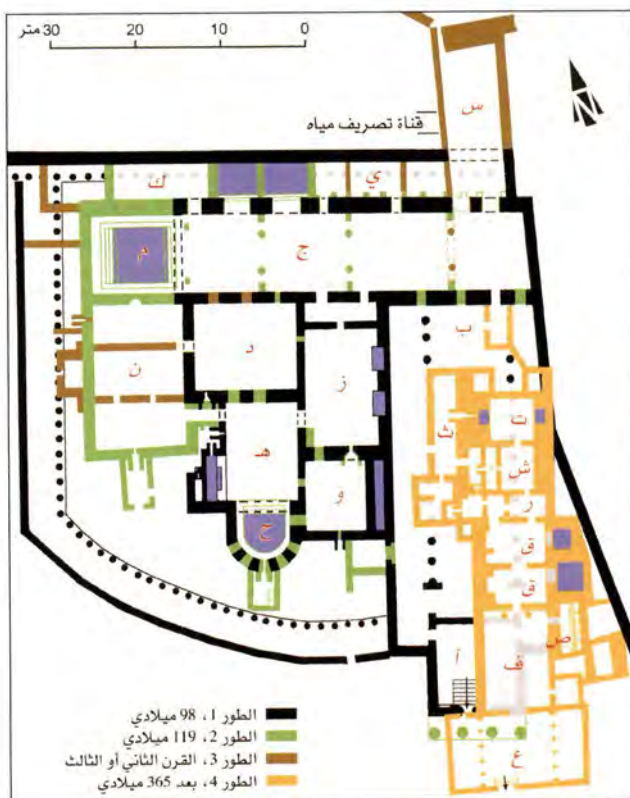 30 متر 20 10 0
س
قناة تصريف مياه
ك
ي
م
ج
ب
د
ن
ز
ت
ث
ش
هـ
و
ر
ق
ح
ق
ص
أ
ف
ع
الطور 1، 98 ميلادي
الطور 2، 119 ميلادي
الطور 3، القرن الثاني أو الثالث
الطور 4، بعد 365 ميلادي
N